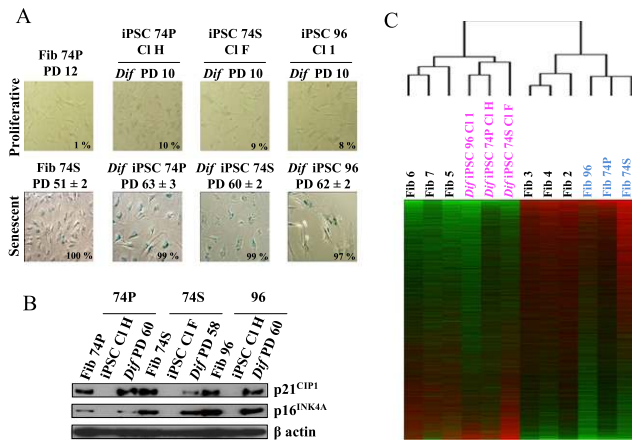 A
Fib 74P
PD 12
iPSC 74P
Cl H
Dif PD 10
iPSC 74S
Cl F
Dif PD 10
iPSC 96
Cl 1
Dif PD 10
Proliferative
1 %
10 %
9 %
8 %
Fib 74S
PD 51 ± 2
Dif iPSC 74P
PD 63 ± 3
Dif iPSC 74S
PD 60 ± 2
Dif iPSC 96
PD 62 ± 2
Senescent
100 %
99 %
99 %
97 %
B
74P
74S
96
Fib 74P
iPSC Cl H
Dif PD 60
Fib 74S
iPSC Cl F
Dif PD 58
Fib 96
iPSC Cl H
Dif PD 60
p21CIP1
p16INK4A
β actin
C
Fib 6
Fib 7
Fib 5
Dif iPSC 96 Cl 1
Dif iPSC 74P Cl H
Dif iPSC 74S Cl F
Fib 3
Fib 4
Fib 2
Fib 96
Fib 74P
Fib 74S